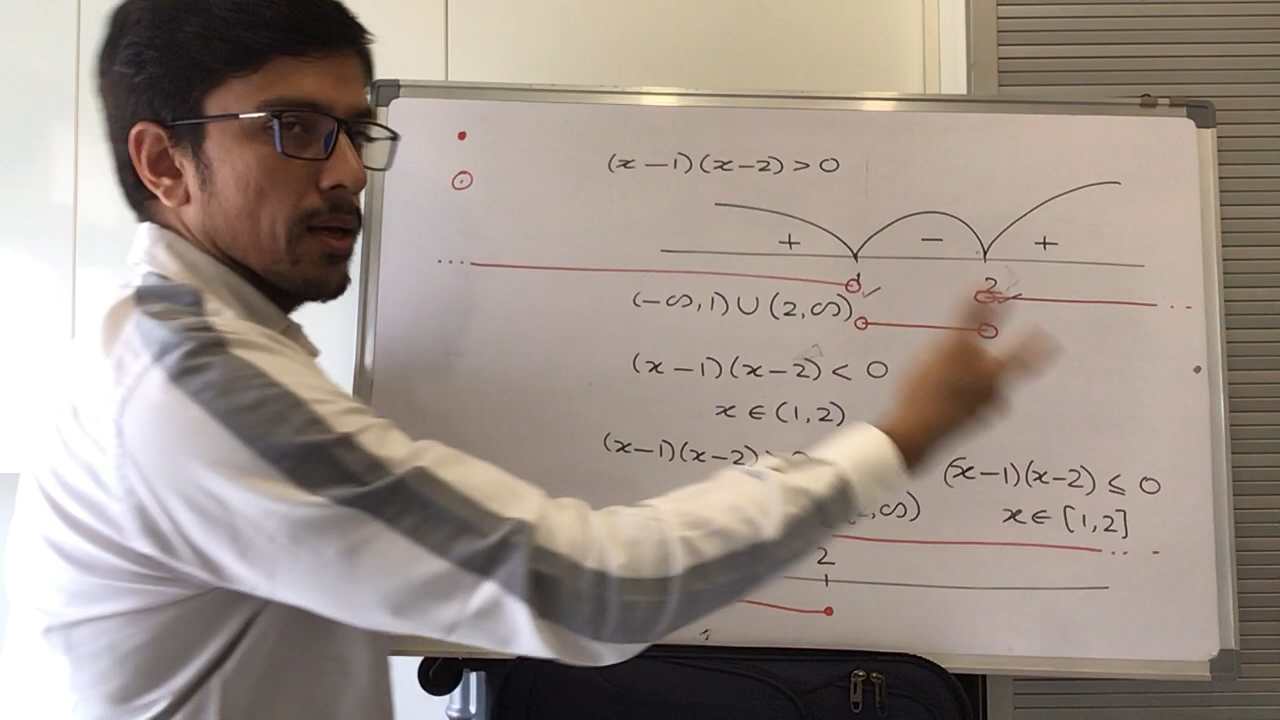 (x-1)(x-2)>0
+ - +
1 2
(-∞,1)∪(2,∞)
(x-1)(x-2)<0
x∈(1,2)
(x-1)(x-2)
(x-1)(x-2)≤0
,∞)
x∈[1,2]
2